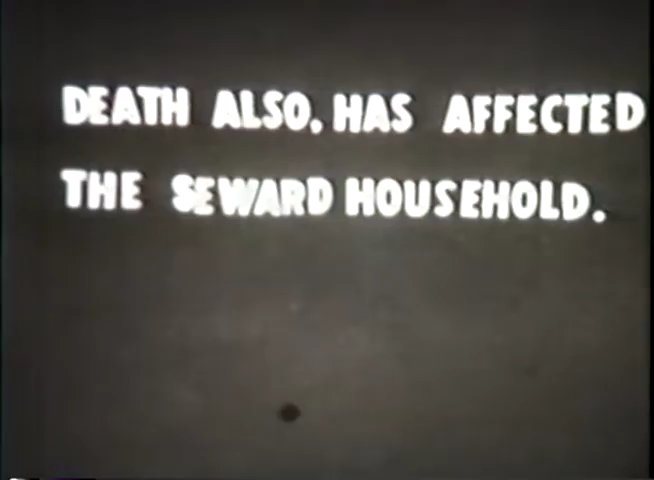 DEATH ALSO, HAS AFFECTED
THE SEWARD HOUSEHOLD.